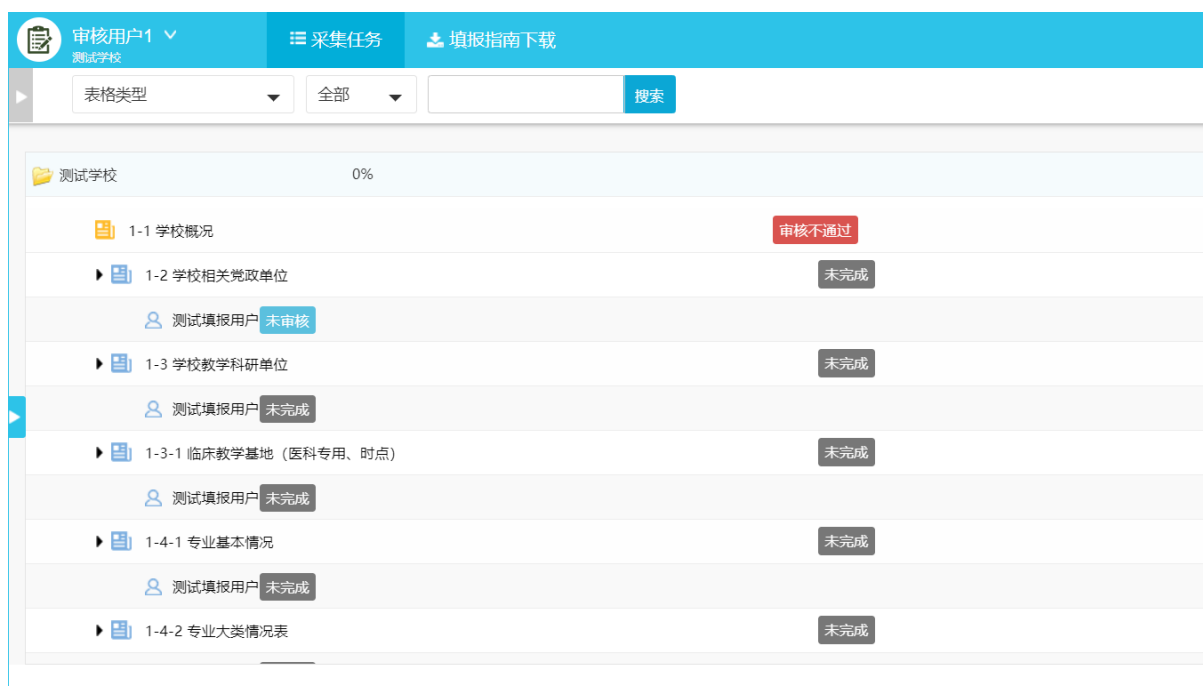 审核用户1
测试学校
采集任务
填报指南下载
表格类型
全部
搜索
测试学校 0%
1-1 学校概况 审核不通过
1-2 学校相关党政单位 未完成
测试填报用户 未审核
1-3 学校教学科研单位 未完成
测试填报用户 未完成
1-3-1 临床教学基地（医科专用、时点） 未完成
测试填报用户 未完成
1-4-1 专业基本情况 未完成
测试填报用户 未完成
1-4-2 专业大类情况表 未完成